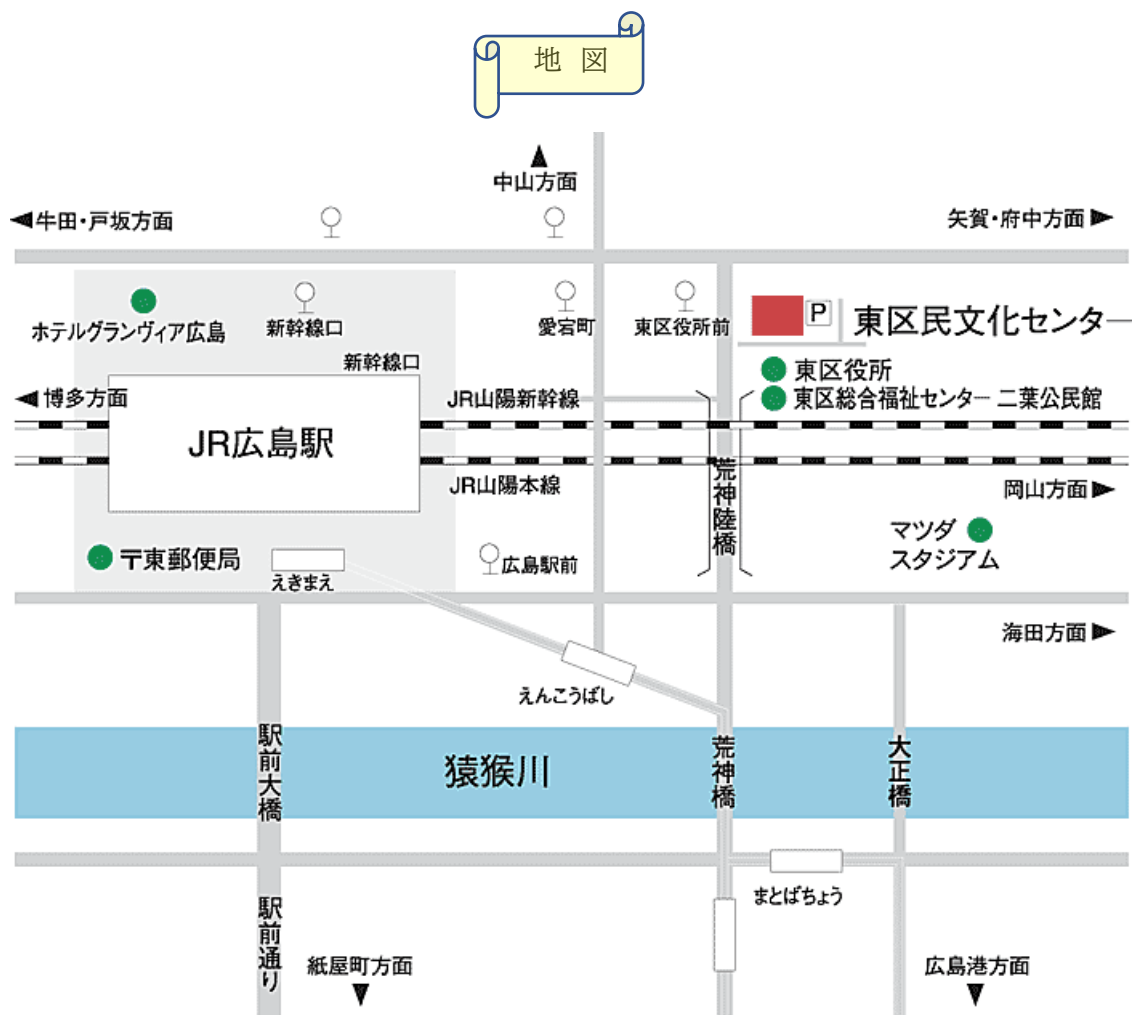 地 図
中山方面
牛田・戸坂方面
矢賀・府中方面
ホテルグランヴィア広島
新幹線口
愛宕町
東区役所前
P
東区民文化センター
新幹線口
東区役所
博多方面
JR山陽新幹線
東区総合福祉センター 二葉公民館
JR広島駅
JR山陽本線
荒神陸橋
岡山方面
マツダ
スタジアム
〒東郵便局
えきまえ
広島駅前
海田方面
えんこうばし
駅前大橋
猿猴川
荒神橋
大正橋
まとばちょう
駅前通り
紙屋町方面
広島港方面